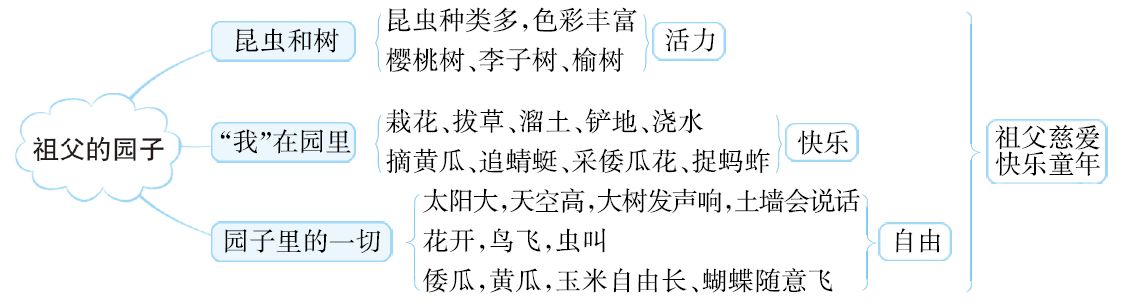 祖父的园子
昆虫和树
昆虫种类多,色彩丰富
樱桃树、李子树、榆树
活力
“我”在园里
栽花、拔草、溜土、铲地、浇水
摘黄瓜、追蜻蜓、采倭瓜花、捉蚂蚱
快乐
园子里的一切
太阳大,天空高,大树发声响,土墙会说话
花开,鸟飞,虫叫
倭瓜,黄瓜,玉米自由长、蝴蝶随意飞
自由
祖父慈爱
快乐童年